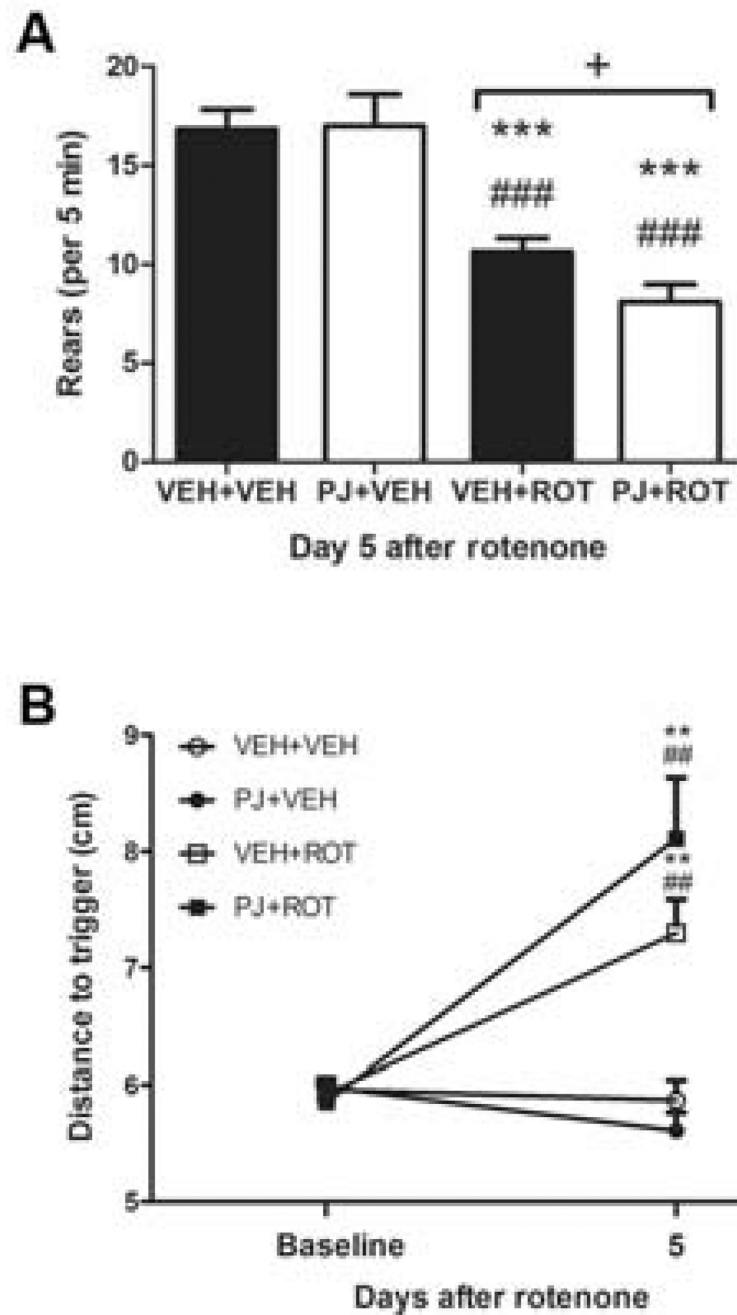 A
20
+
***
***
15
###
###
10
5
0
Rears (per 5 min)
VEH+VEH PJ+VEH VEH+ROT PJ+ROT
Day 5 after rotenone
B
9
VEH+VEH
PJ+VEH
VEH+ROT
PJ+ROT
**
##
8
**
##
7
6
5
Distance to trigger (cm)
Baseline 5
Days after rotenone